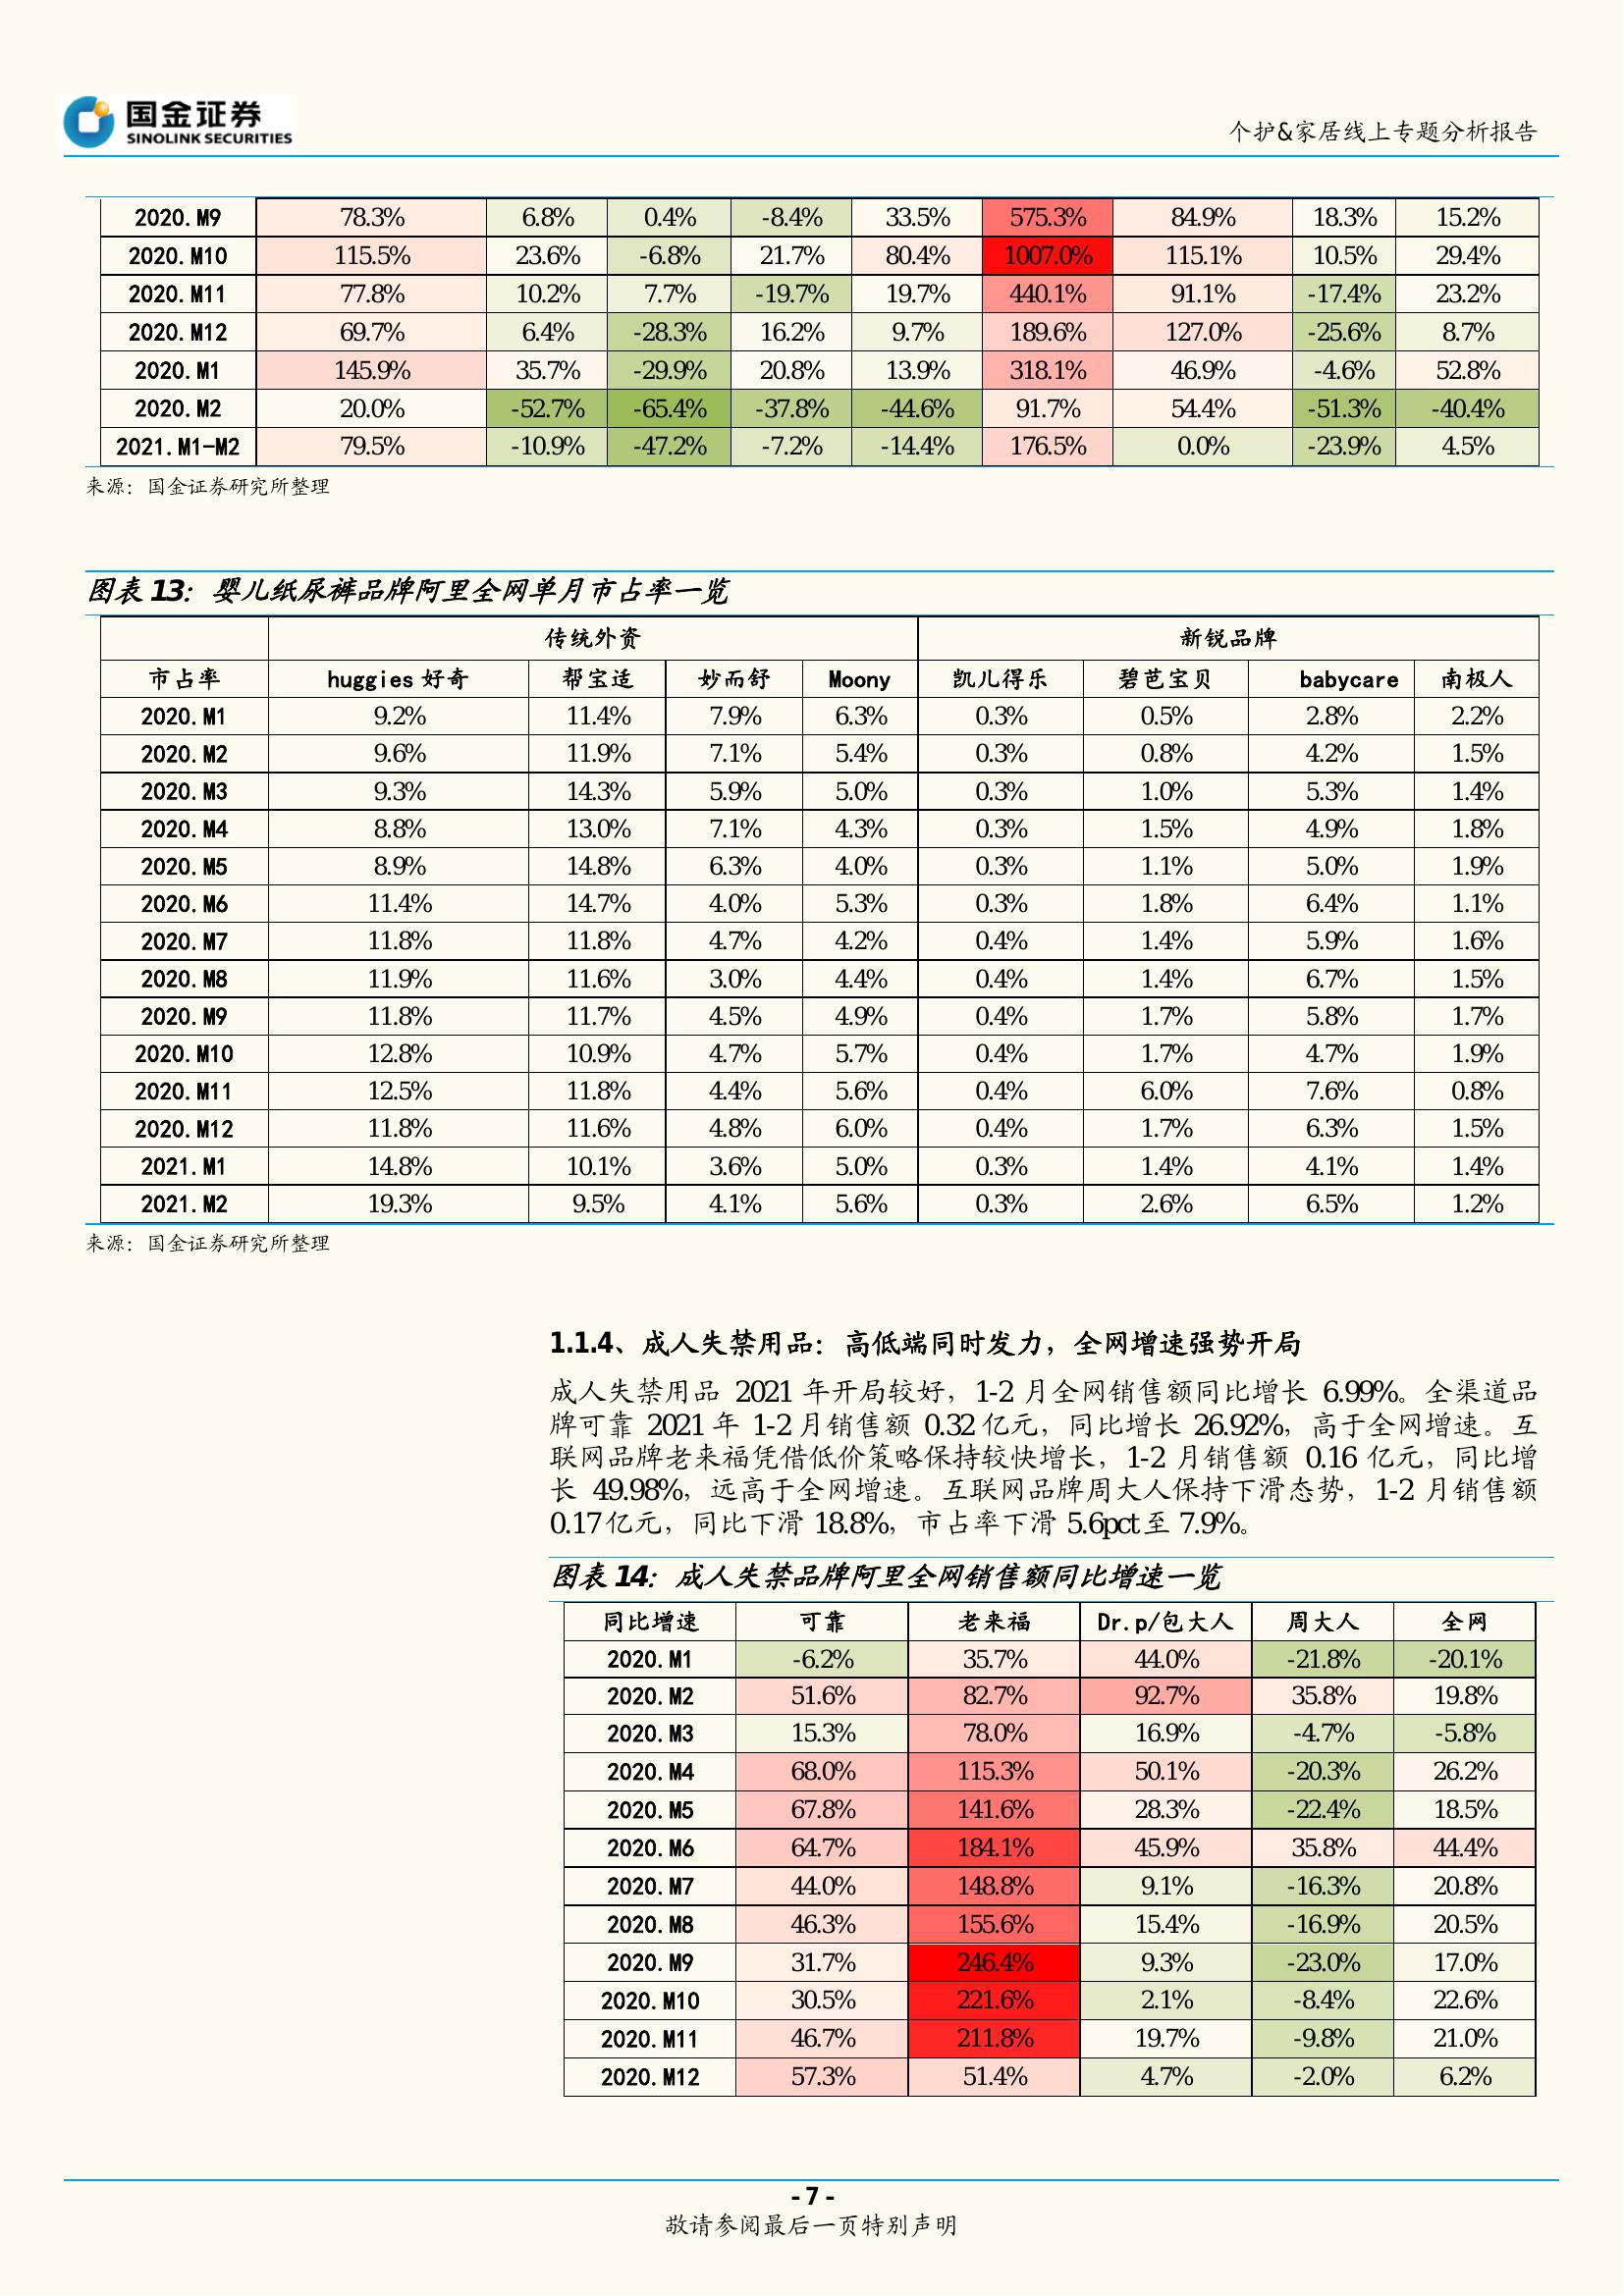 国金证券
SINOLINK SECURITIES
个护&家居线上专题分析报告
2020.M9 78.3% 6.8% 0.4% -8.4% 33.5% 575.3% 84.9% 18.3% 15.2%
2020.M10 115.5% 23.6% -6.8% 21.7% 80.4% 1007.0% 115.1% 10.5% 29.4%
2020.M11 77.8% 10.2% 7.7% -19.7% 19.7% 440.1% 91.1% -17.4% 23.2%
2020.M12 69.7% 6.4% -28.3% 16.2% 9.7% 189.6% 127.0% -25.6% 8.7%
2020.M1 145.9% 35.7% -29.9% 20.8% 13.9% 318.1% 46.9% -4.6% 52.8%
2020.M2 20.0% -52.7% -65.4% -37.8% -44.6% 91.7% 54.4% -51.3% -40.4%
2021.M1-M2 79.5% -10.9% -47.2% -7.2% -14.4% 176.5% 0.0% -23.9% 4.5%
来源：国金证券研究所整理
图表 13：婴儿纸尿裤品牌阿里全网单月市占率一览
传统外资 新锐品牌
市占率 huggies 好奇 帮宝适 妙而舒 Moony 凯儿得乐 碧芭宝贝 babycare 南极人
2020.M1 9.2% 11.4% 7.9% 6.3% 0.3% 0.5% 2.8% 2.2%
2020.M2 9.6% 11.9% 7.1% 5.4% 0.3% 0.8% 4.2% 1.5%
2020.M3 9.3% 14.3% 5.9% 5.0% 0.3% 1.0% 5.3% 1.4%
2020.M4 8.8% 13.0% 7.1% 4.3% 0.3% 1.5% 4.9% 1.8%
2020.M5 8.9% 14.8% 6.3% 4.0% 0.3% 1.1% 5.0% 1.9%
2020.M6 11.4% 14.7% 4.0% 5.3% 0.3% 1.8% 6.4% 1.1%
2020.M7 11.8% 11.8% 4.7% 4.2% 0.4% 1.4% 5.9% 1.6%
2020.M8 11.9% 11.6% 3.0% 4.4% 0.4% 1.4% 6.7% 1.5%
2020.M9 11.8% 11.7% 4.5% 4.9% 0.4% 1.7% 5.8% 1.7%
2020.M10 12.8% 10.9% 4.7% 5.7% 0.4% 1.7% 4.7% 1.9%
2020.M11 12.5% 11.8% 4.4% 5.6% 0.4% 6.0% 7.6% 0.8%
2020.M12 11.8% 11.6% 4.8% 6.0% 0.4% 1.7% 6.3% 1.5%
2021.M1 14.8% 10.1% 3.6% 5.0% 0.3% 1.4% 4.1% 1.4%
2021.M2 19.3% 9.5% 4.1% 5.6% 0.3% 2.6% 6.5% 1.2%
来源：国金证券研究所整理
1.1.4、成人失禁用品：高低端同时发力，全网增速强势开局
成人失禁用品 2021 年开局较好，1-2 月全网销售额同比增长 6.99%。全渠道品
牌可靠 2021 年 1-2 月销售额 0.32 亿元，同比增长 26.92%，高于全网增速。互
联网品牌老来福凭借低价策略保持较快增长，1-2 月销售额 0.16 亿元，同比增
长 49.98%，远高于全网增速。互联网品牌周大人保持下滑态势，1-2 月销售额
0.17 亿元，同比下滑 18.8%，市占率下滑 5.6pct 至 7.9%。
图表 14：成人失禁品牌阿里全网销售额同比增速一览
同比增速 可靠 老来福 Dr.p/包大人 周大人 全网
2020.M1 -6.2% 35.7% 44.0% -21.8% -20.1%
2020.M2 51.6% 82.7% 92.7% 35.8% 19.8%
2020.M3 15.3% 78.0% 16.9% -4.7% -5.8%
2020.M4 68.0% 115.3% 50.1% -20.3% 26.2%
2020.M5 67.8% 141.6% 28.3% -22.4% 18.5%
2020.M6 64.7% 184.1% 45.9% 35.8% 44.4%
2020.M7 44.0% 148.8% 9.1% -16.3% 20.8%
2020.M8 46.3% 155.6% 15.4% -16.9% 20.5%
2020.M9 31.7% 246.4% 9.3% -23.0% 17.0%
2020.M10 30.5% 221.6% 2.1% -8.4% 22.6%
2020.M11 46.7% 211.8% 19.7% -9.8% 21.0%
2020.M12 57.3% 51.4% 4.7% -2.0% 6.2%
- 7 -
敬请参阅最后一页特别声明